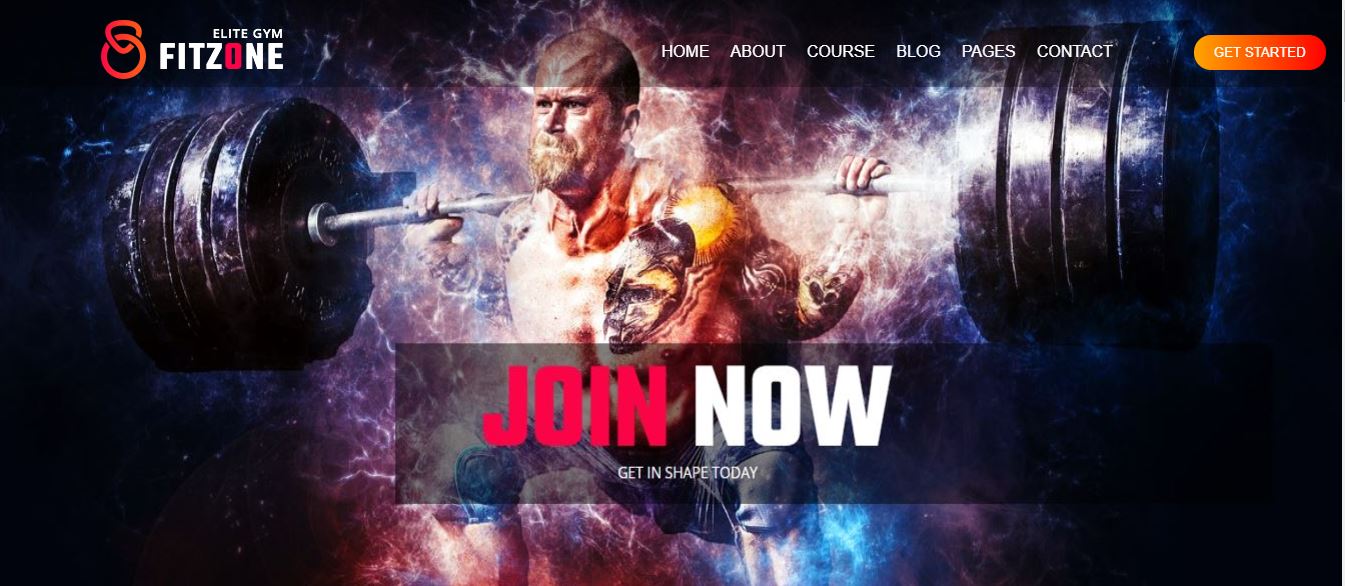 ELITE GYM
FITZONE
HOME ABOUT COURSE BLOG PAGES CONTACT
GET STARTED
JOIN NOW
GET IN SHAPE TODAY